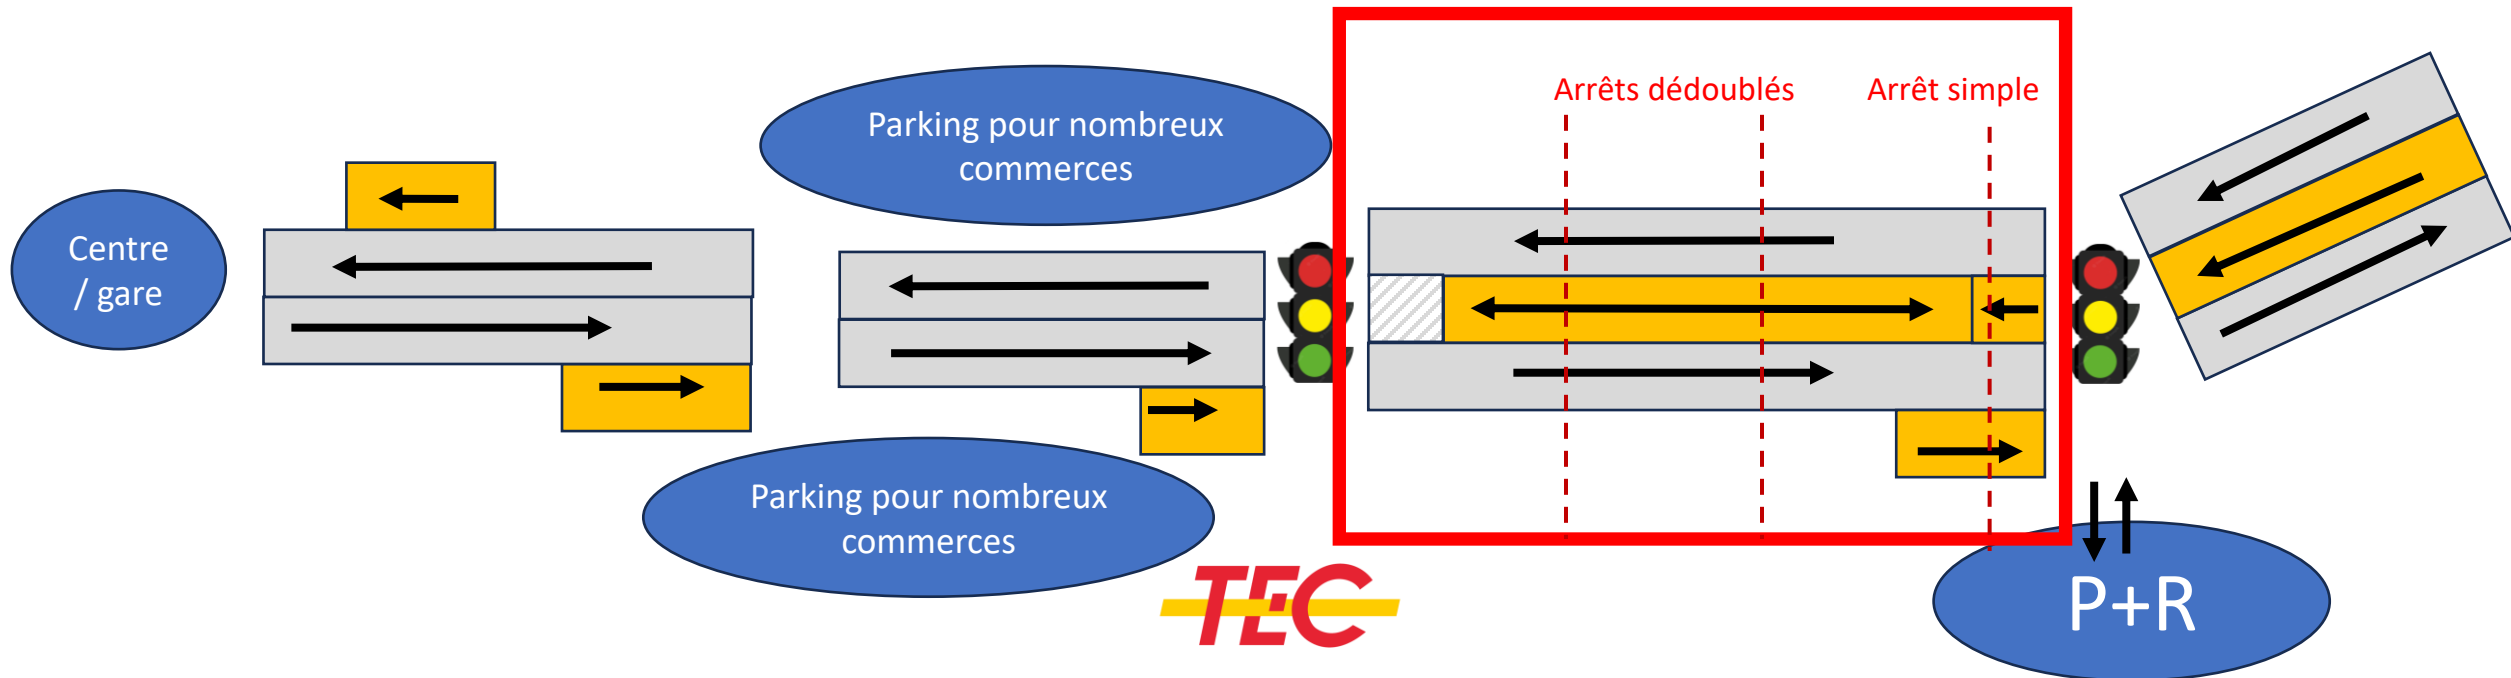 Arrêts dédoublés
Arrêt simple
Parking pour nombreux
commerces
Centre
/ gare
Parking pour nombreux
commerces
TEC
P+R